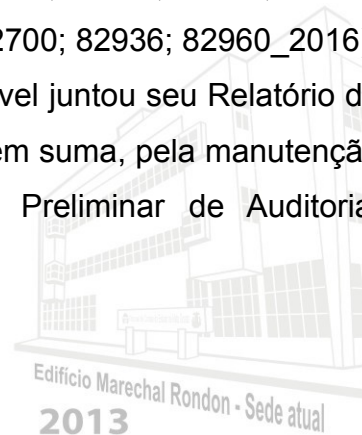 2700; 82936; 82960_2016
vel juntou seu Relatório d
em suma, pela manutenção
Preliminar de Auditoria
Edifício Marechal Rondon - Sede atual
2013